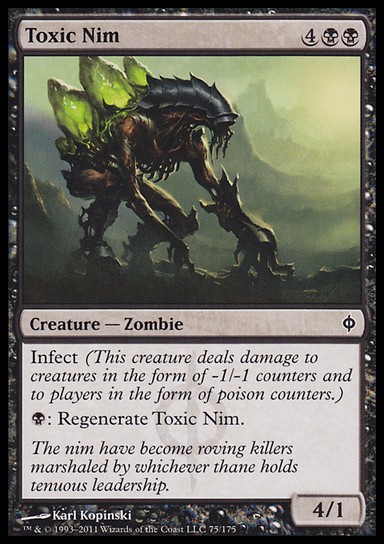 Toxic Nim 4
Creature — Zombie
Infect (This creature deals damage to
creatures in the form of -1/-1 counters and
to players in the form of poison counters.)
: Regenerate Toxic Nim.
The nim have become roving killers
marshaled by whichever thane holds
tenuous leadership.
Karl Kopinski
4/1
™ & © 1993–2011 Wizards of the Coast LLC 75/175